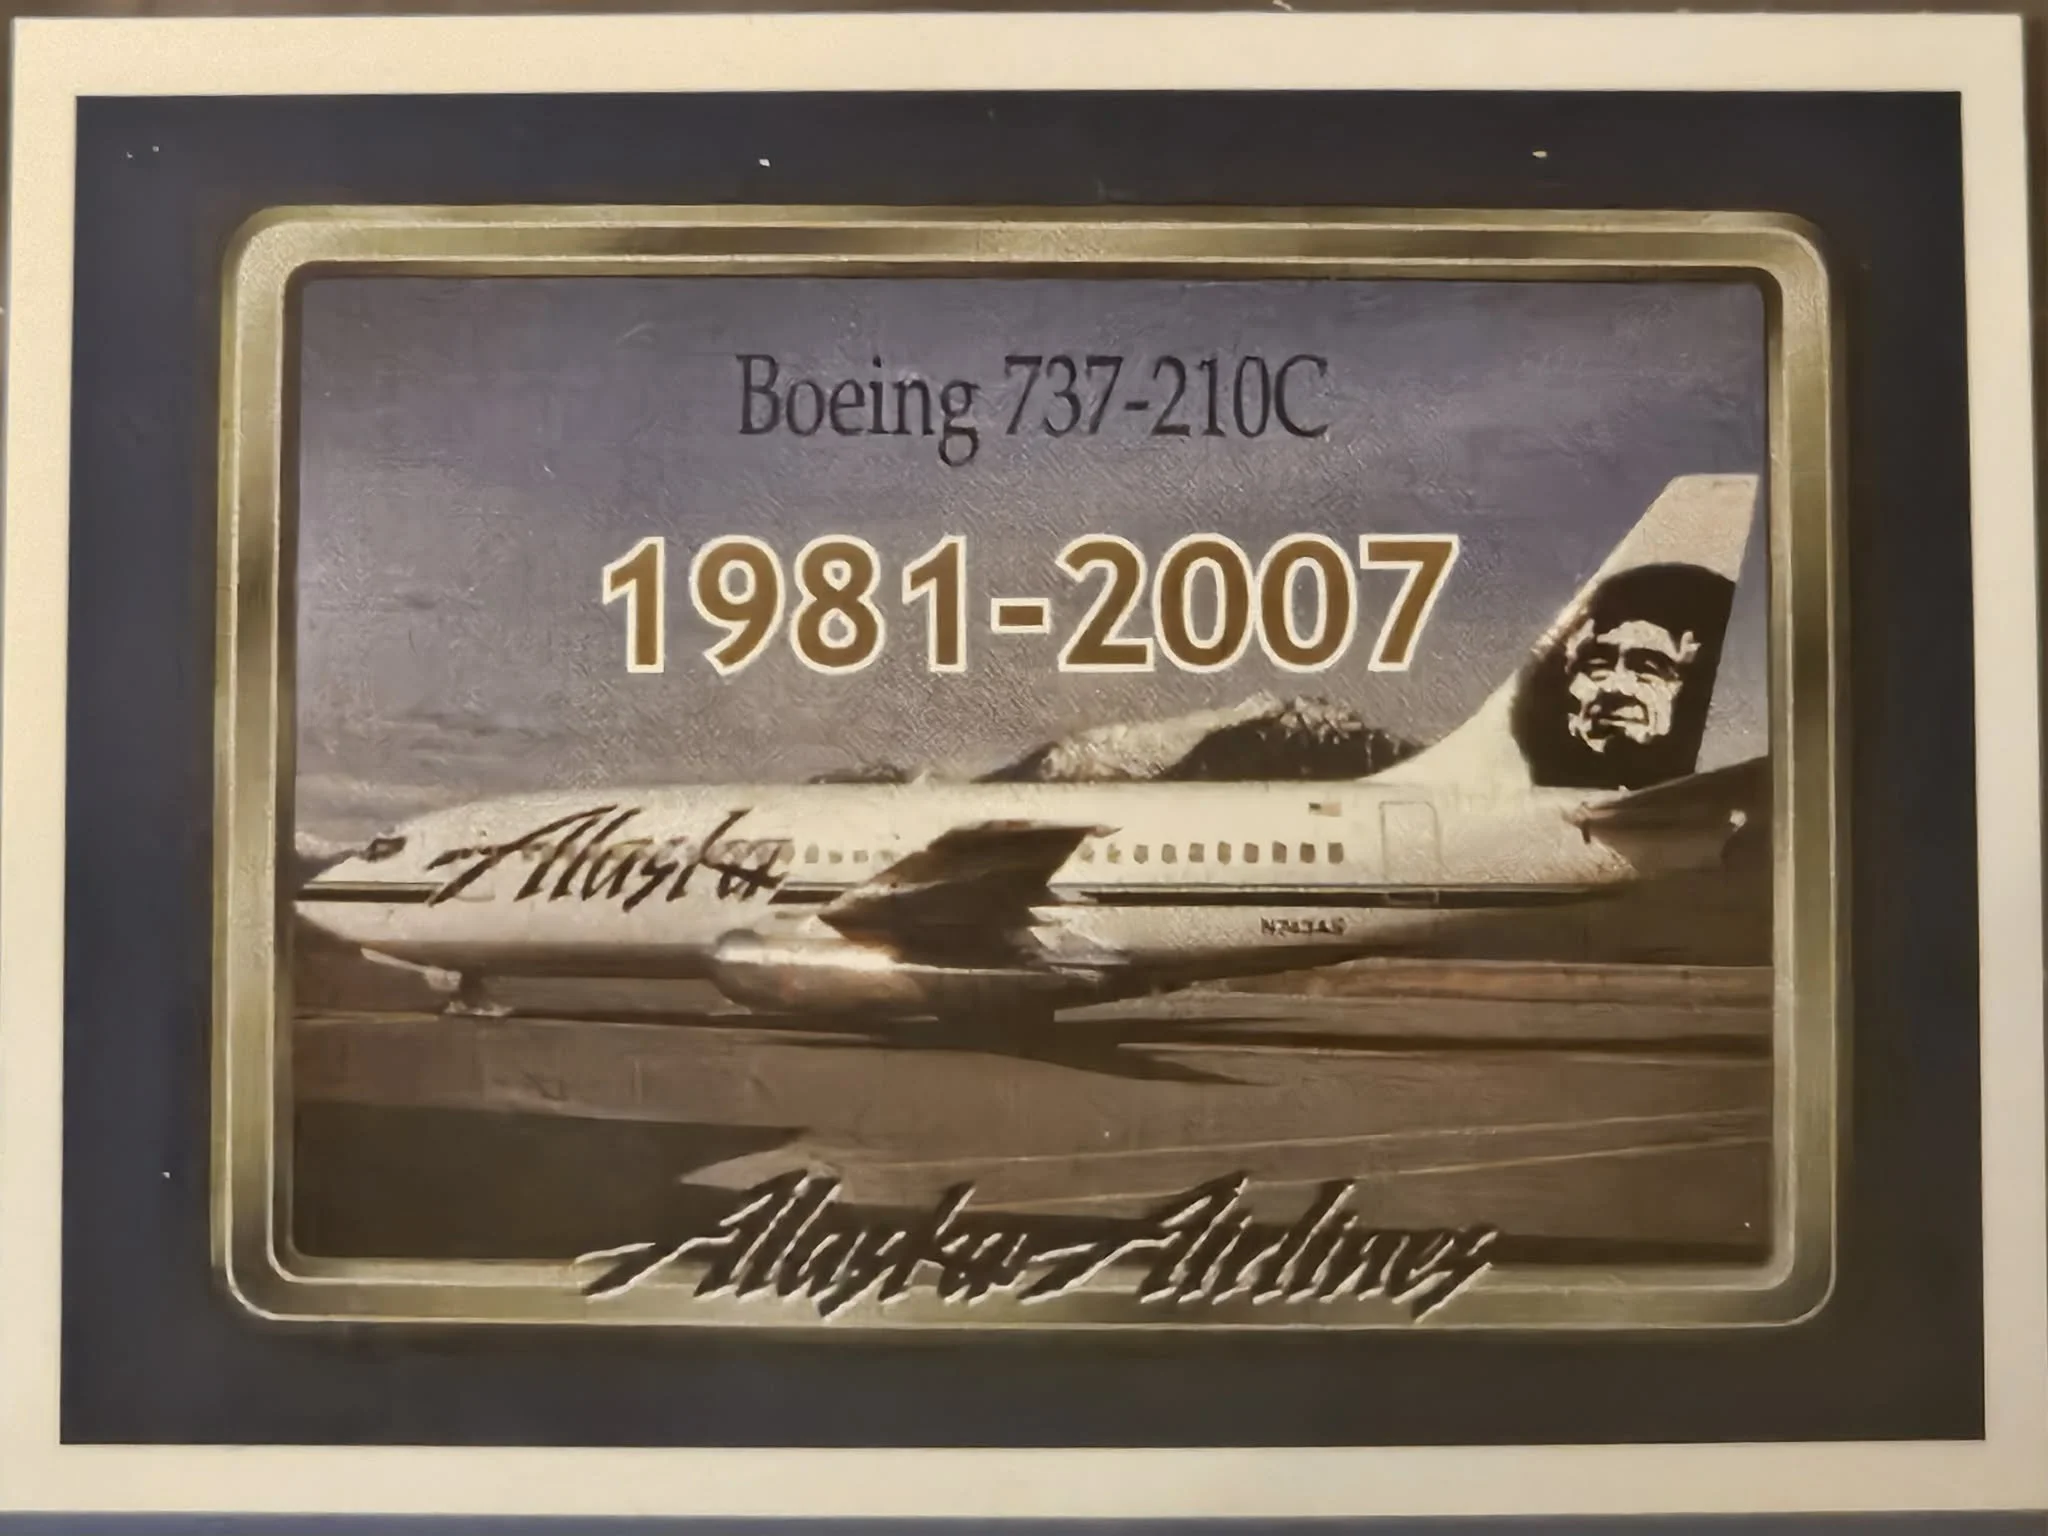 Boeing 737-210C
1981-2007
Alaska
Alaska Airlines